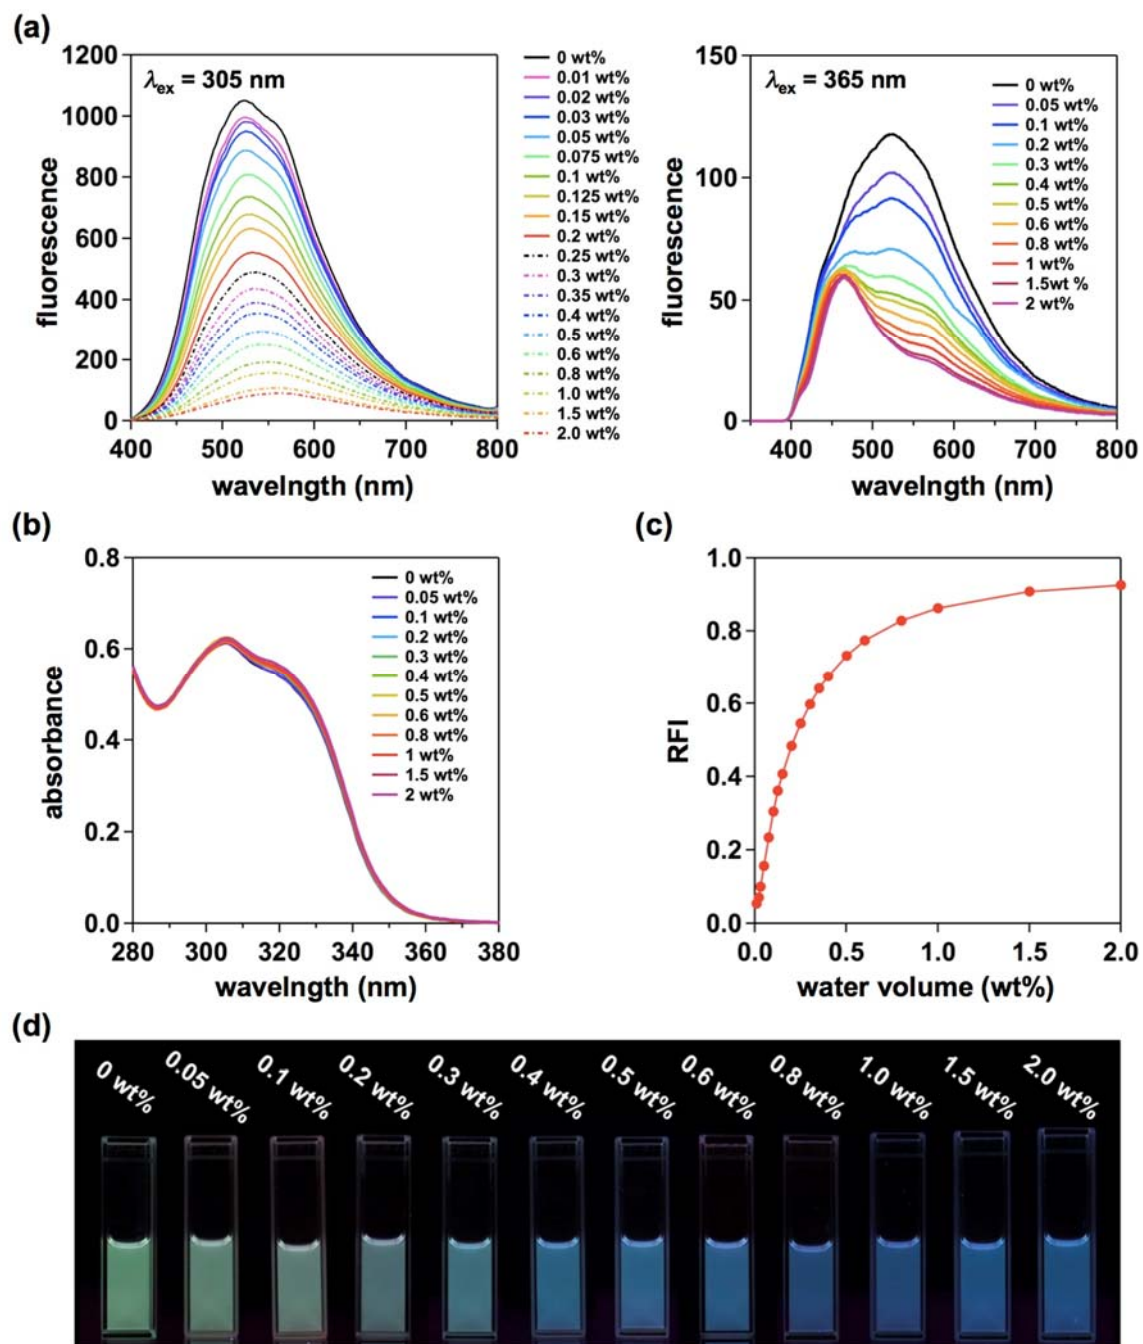 (a)
1200
1000
800
600
400
200
0
fluorescence
λex = 305 nm
400 500 600 700 800
wavelngth (nm)
0 wt%
0.01 wt%
0.02 wt%
0.03 wt%
0.05 wt%
0.075 wt%
0.1 wt%
0.125 wt%
0.15 wt%
0.2 wt%
0.25 wt%
0.3 wt%
0.35 wt%
0.4 wt%
0.5 wt%
0.6 wt%
0.8 wt%
1.0 wt%
1.5 wt%
2.0 wt%
150
100
50
0
fluorescence
λex = 365 nm
400 500 600 700 800
wavelngth (nm)
0 wt%
0.05 wt%
0.1 wt%
0.2 wt%
0.3 wt%
0.4 wt%
0.5 wt%
0.6 wt%
0.8 wt%
1 wt%
1.5wt %
2 wt%
(b)
0.8
0.6
0.4
0.2
0.0
absorbance
280 300 320 340 360 380
wavelngth (nm)
0 wt%
0.05 wt%
0.1 wt%
0.2 wt%
0.3 wt%
0.4 wt%
0.5 wt%
0.6 wt%
0.8 wt%
1 wt%
1.5 wt%
2 wt%
(c)
1.0
0.8
0.6
0.4
0.2
0.0
RFI
0.0 0.5 1.0 1.5 2.0
water volume (wt%)
(d)
0 wt%
0.05 wt%
0.1 wt%
0.2 wt%
0.3 wt%
0.4 wt%
0.5 wt%
0.6 wt%
0.8 wt%
1.0 wt%
1.5 wt%
2.0 wt%